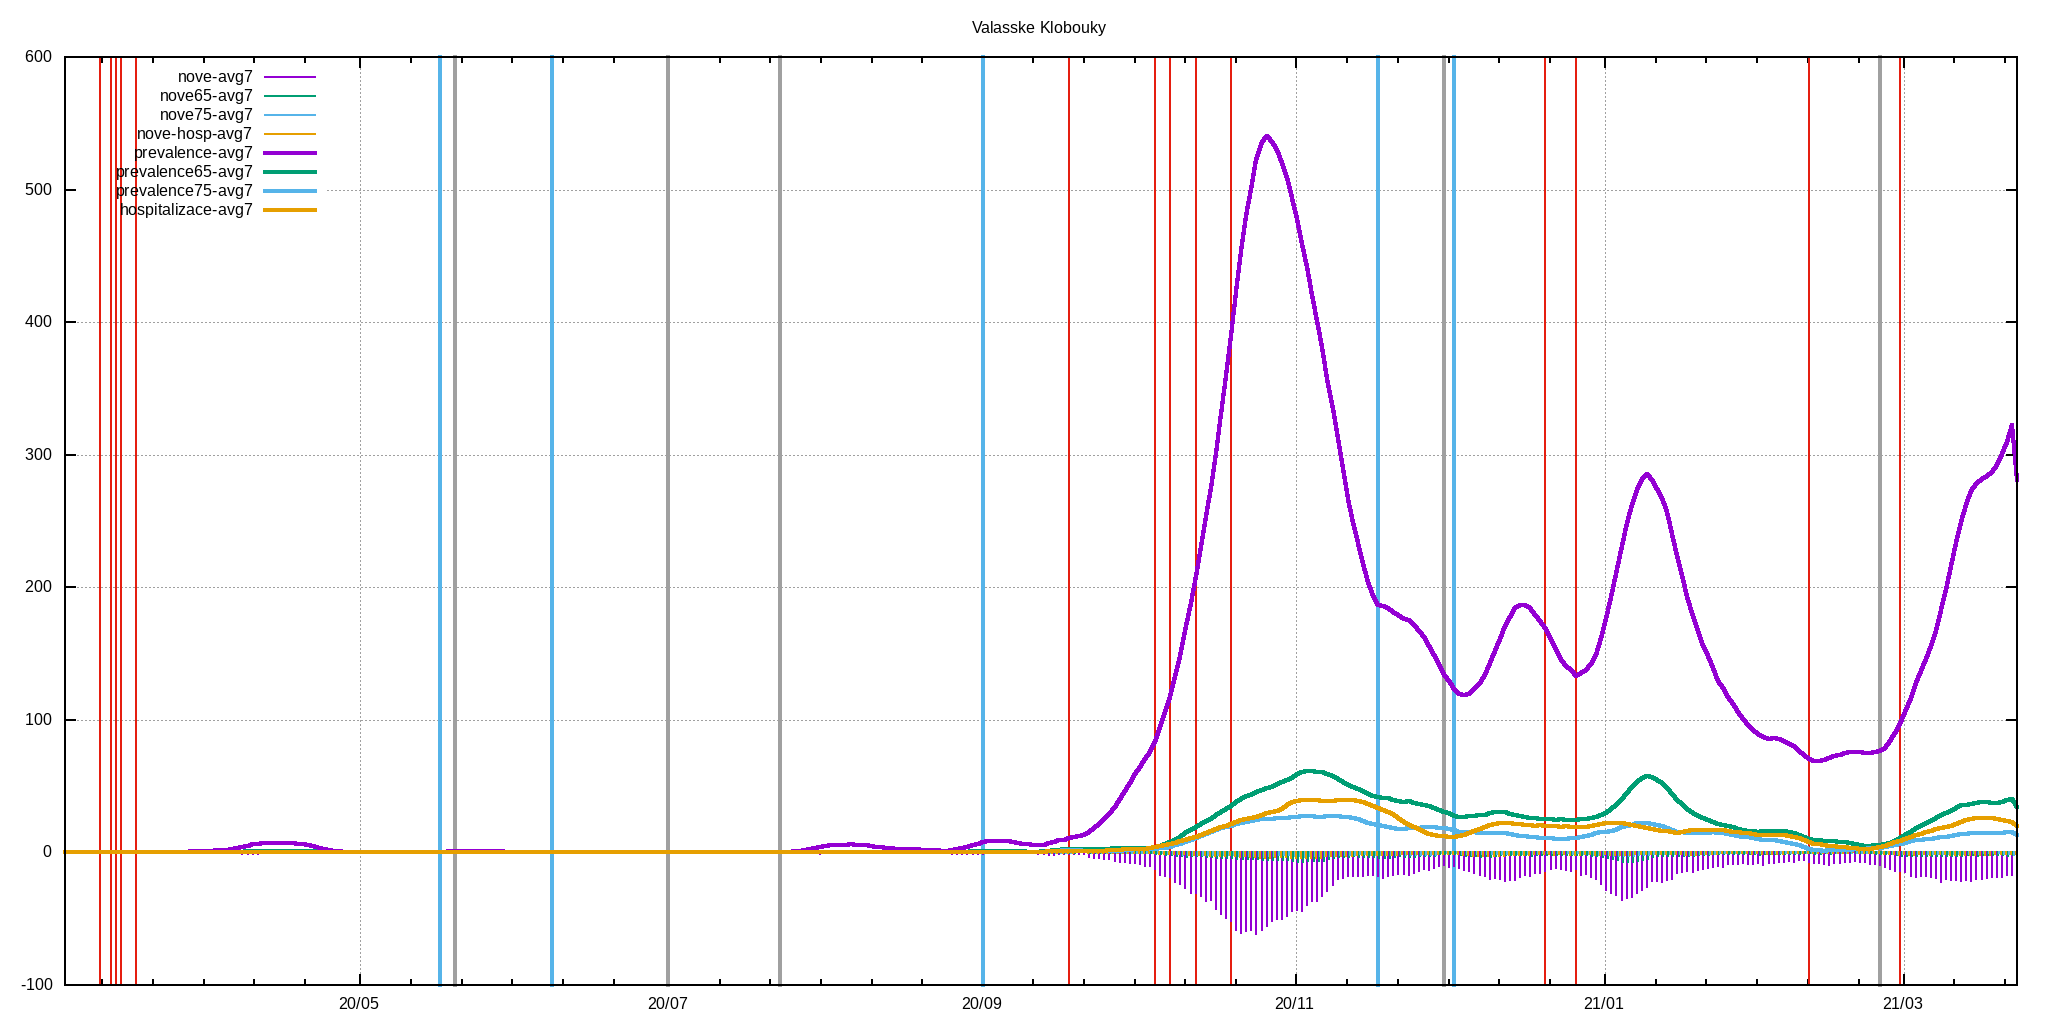 Valasske Klobouky
600
500
400
300
200
100
0
-100
nove-avg7
nove65-avg7
nove75-avg7
nove-hosp-avg7
prevalence-avg7
prevalence65-avg7
prevalence75-avg7
hospitalizace-avg7
20/05
20/07
20/09
20/11
21/01
21/03